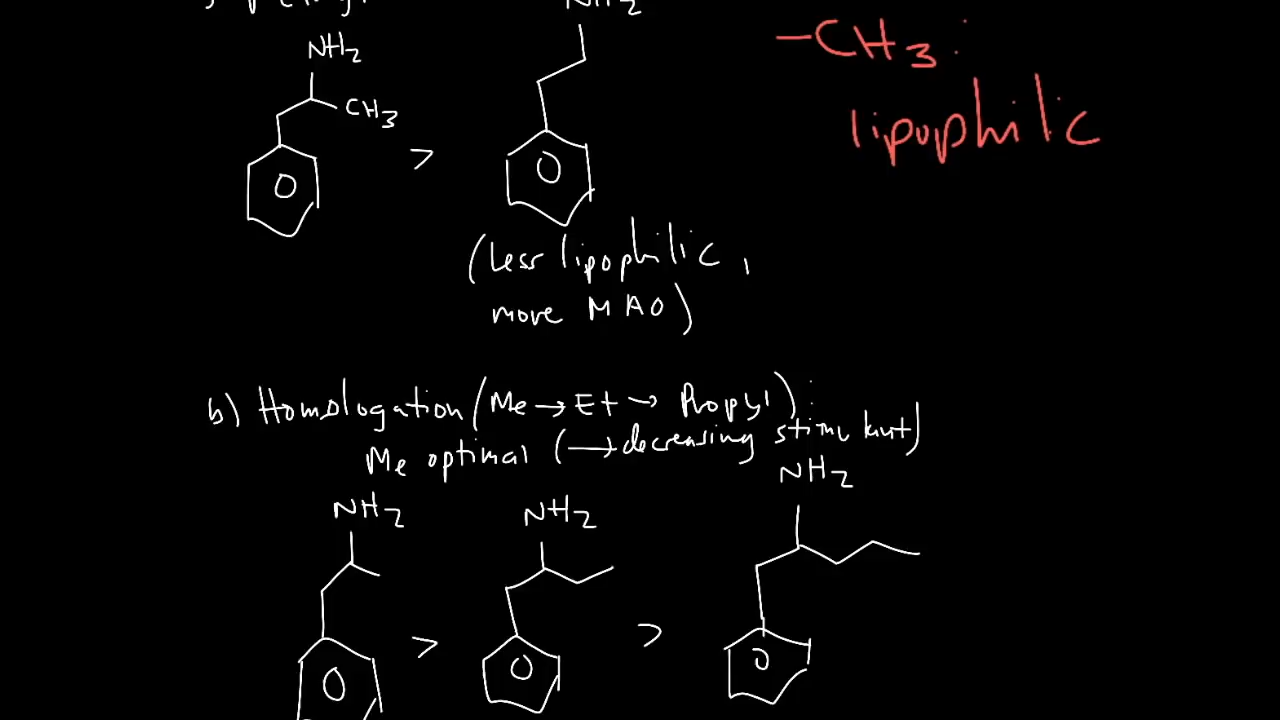 NH2
NH2
-CH3:
lipophilic
CH3
>
(Less lipophilic,
more MAO)
b) Homologation (Me → Et → Propyl):
Me optimal (→ decreasing stimulant)
NH2
NH2
NH2
>
>